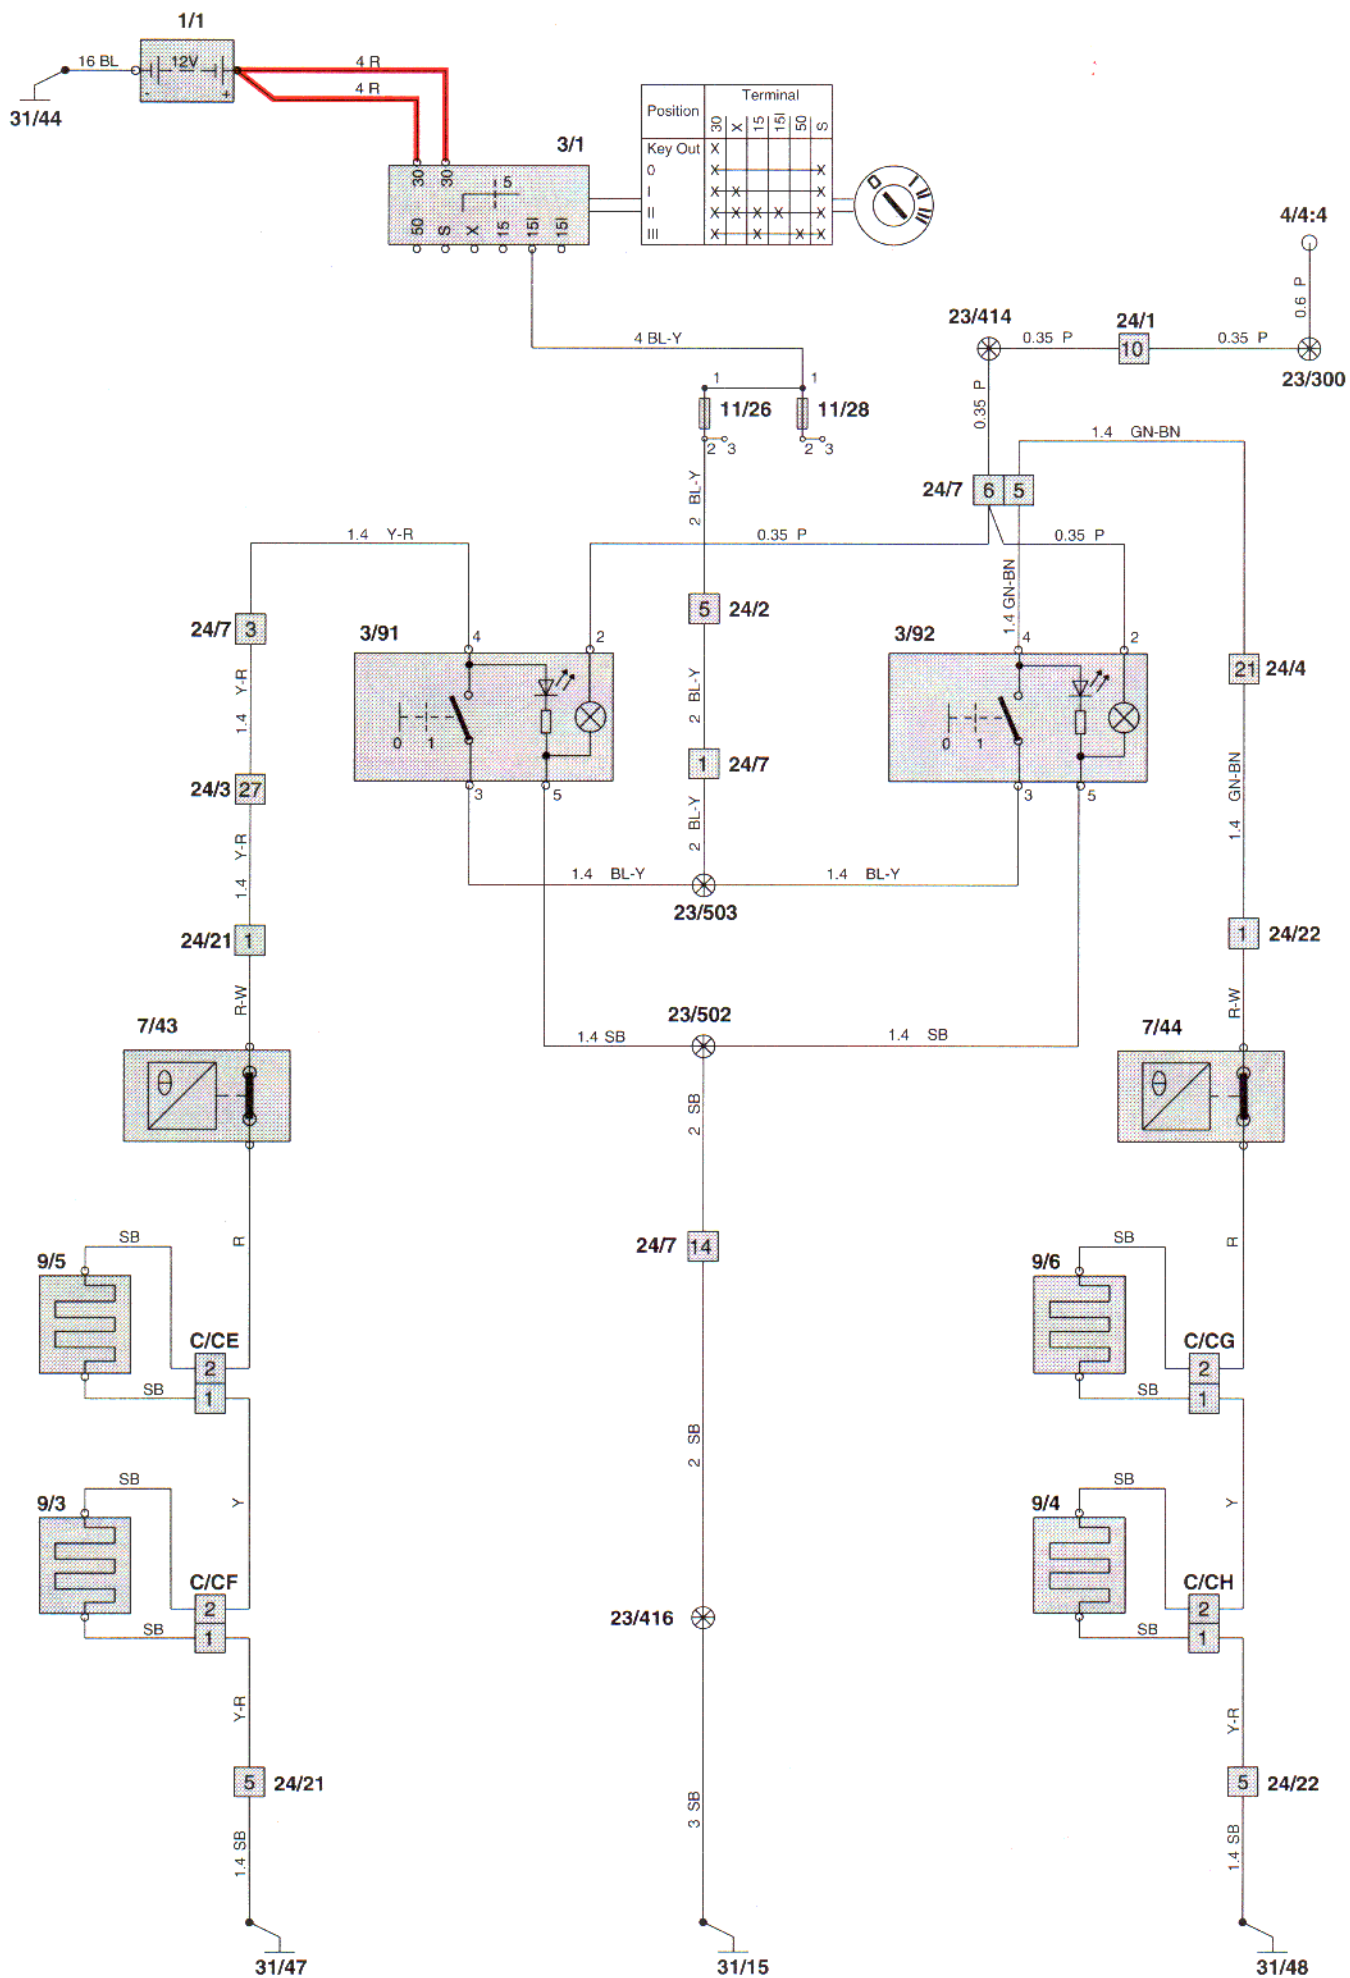 1/1
16 BL
12V
-
+
4 R
4 R
31/44
3/1
30
30
5
50
S
X
15
15I
15I
Position
Terminal
30
X
15
15I
50
S
Key Out
X
0
X
X
I
X
X
X
II
X
X
X
X
X
III
X
X
X
X
0
I
II
III
4/4:4
0.6 P
23/414
24/1
0.35 P
10
0.35 P
23/300
4 BL-Y
0.35 P
1
1
11/26
11/28
2
3
2
3
1.4 GN-BN
24/7
6
5
2 BL-Y
1.4 Y-R
0.35 P
0.35 P
1.4 GN-BN
24/7
3
5
24/2
3/91
4
2
3/92
4
2
21
24/4
1.4 Y-R
2 BL-Y
0
1
0
1
24/3
27
1
24/7
3
5
3
5
1.4 GN-BN
1.4 Y-R
2 BL-Y
1.4 BL-Y
1.4 BL-Y
23/503
24/21
1
1
24/22
R-W
R-W
23/502
7/43
1.4 SB
1.4 SB
7/44
θ
θ
2 SB
SB
R
24/7
14
SB
R
9/5
9/6
C/CE
2
SB
1
C/CG
2
SB
1
2 SB
SB
Y
SB
Y
9/3
9/4
C/CF
2
SB
1
C/CH
2
SB
1
23/416
Y-R
Y-R
5
24/21
5
24/22
3 SB
1.4 SB
1.4 SB
31/47
31/15
31/48